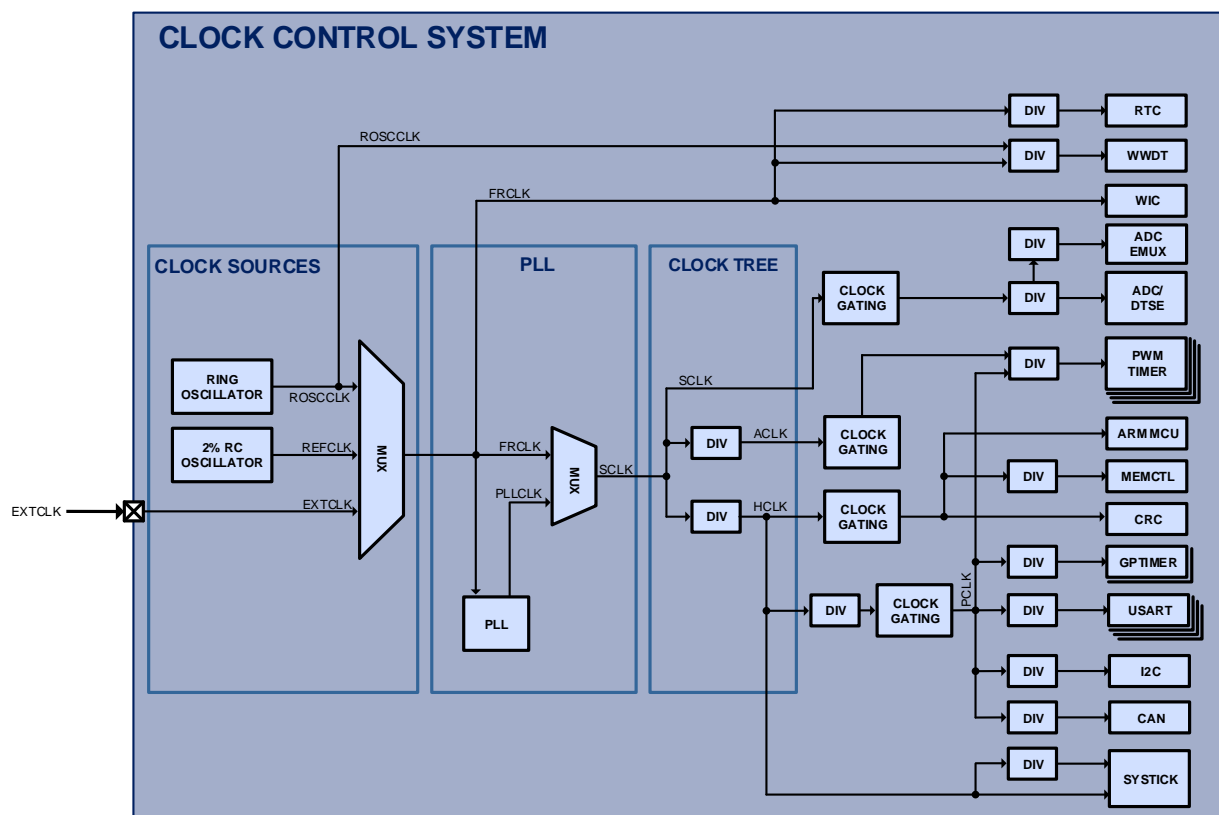 CLOCK CONTROL SYSTEM
DIV
RTC
ROSCCLK
DIV
WWDT
FRCLK
WIC
CLOCK SOURCES
PLL
CLOCK TREE
DIV
ADC
EMUX
CLOCK
GATING
DIV
ADC/
DTSE
RING
OSCILLATOR
ROSCCLK
SCLK
DIV
PWM
TIMER
2% RC
OSCILLATOR
REFCLK
MUX
FRCLK
MUX
SCLK
DIV
ACLK
CLOCK
GATING
ARM MCU
DIV
MEMCTL
EXTCLK
EXTCLK
PLLCLK
DIV
HCLK
CLOCK
GATING
CRC
PLL
DIV
CLOCK
GATING
PCLK
DIV
GPTIMER
DIV
USART
DIV
I2C
DIV
CAN
DIV
SYSTICK